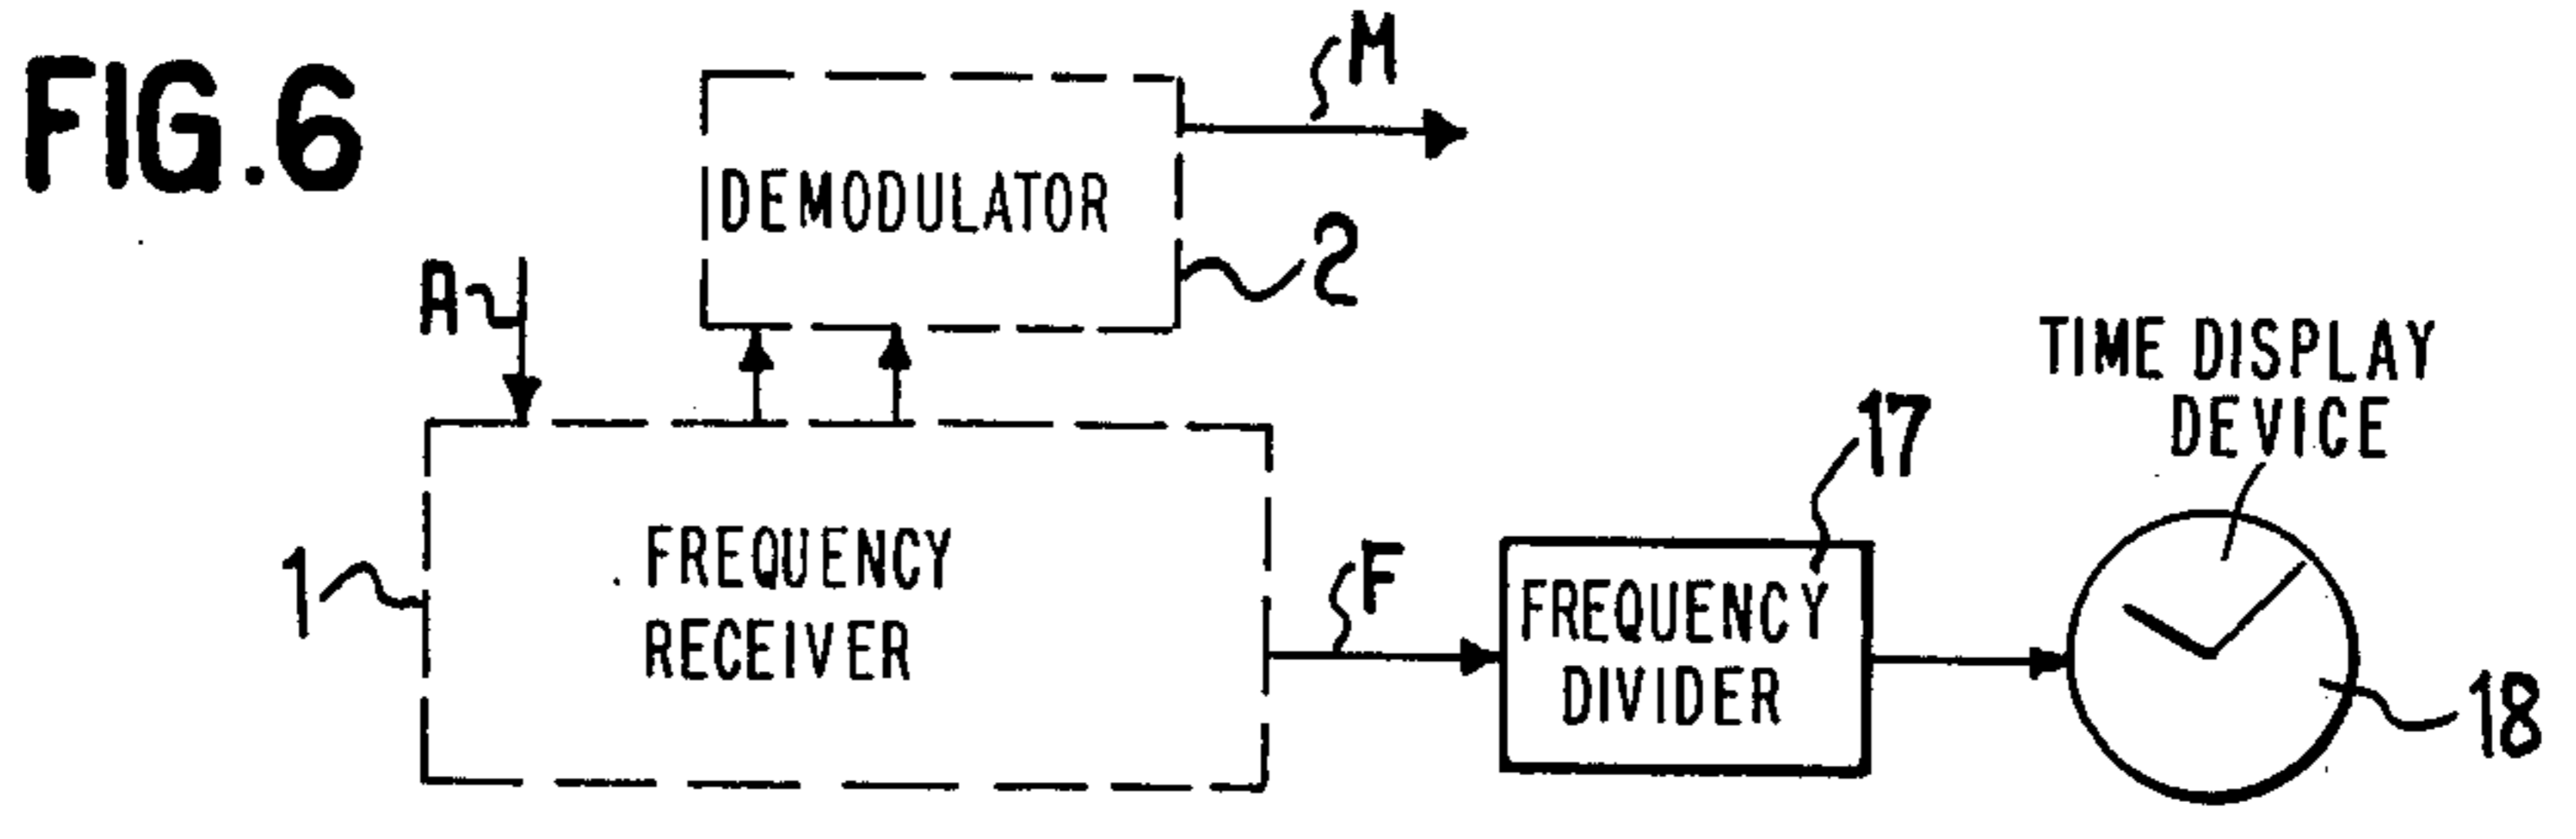 FIG.6
M
DEMODULATOR
2
A
TIME DISPLAY
DEVICE
17
1
FREQUENCY
RECEIVER
F
FREQUENCY
DIVIDER
18